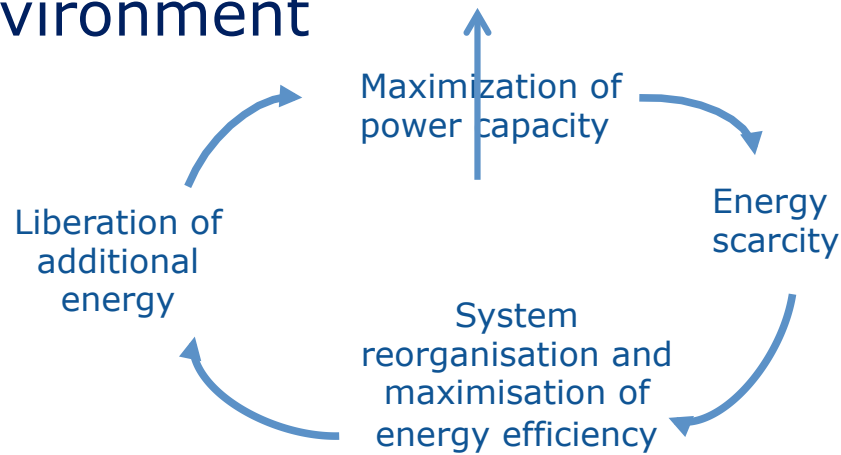 vironment
Maximization of
power capacity
Energy
scarcity
System
reorganisation and
maximisation of
energy efficiency
Liberation of
additional
energy